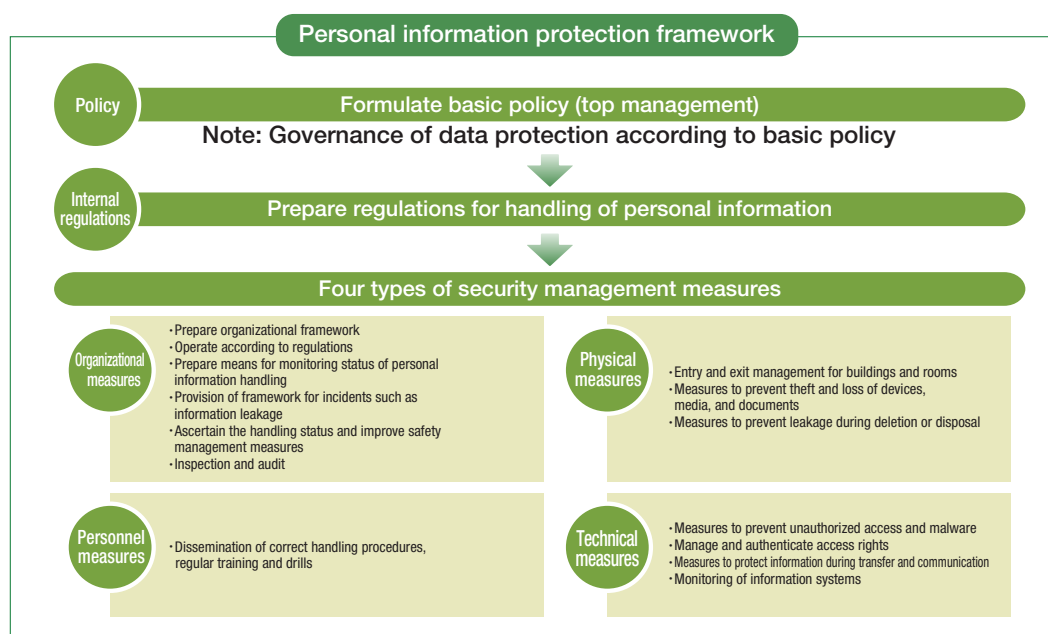 Personal information protection framework
Policy
Formulate basic policy (top management)
Note: Governance of data protection according to basic policy
Internal
regulations
Prepare regulations for handling of personal information
Four types of security management measures
Organizational
measures
・Prepare organizational framework
・Operate according to regulations
・Prepare means for monitoring status of personal
information handling
・Provision of framework for incidents such as
information leakage
・Ascertain the handling status and improve safety
management measures
・Inspection and audit
Physical
measures
・Entry and exit management for buildings and rooms
・Measures to prevent theft and loss of devices,
media, and documents
・Measures to prevent leakage during deletion or disposal
Personnel
measures
・Dissemination of correct handling procedures,
regular training and drills
Technical
measures
・Measures to prevent unauthorized access and malware
・Manage and authenticate access rights
・Measures to protect information during transfer and communication
・Monitoring of information systems